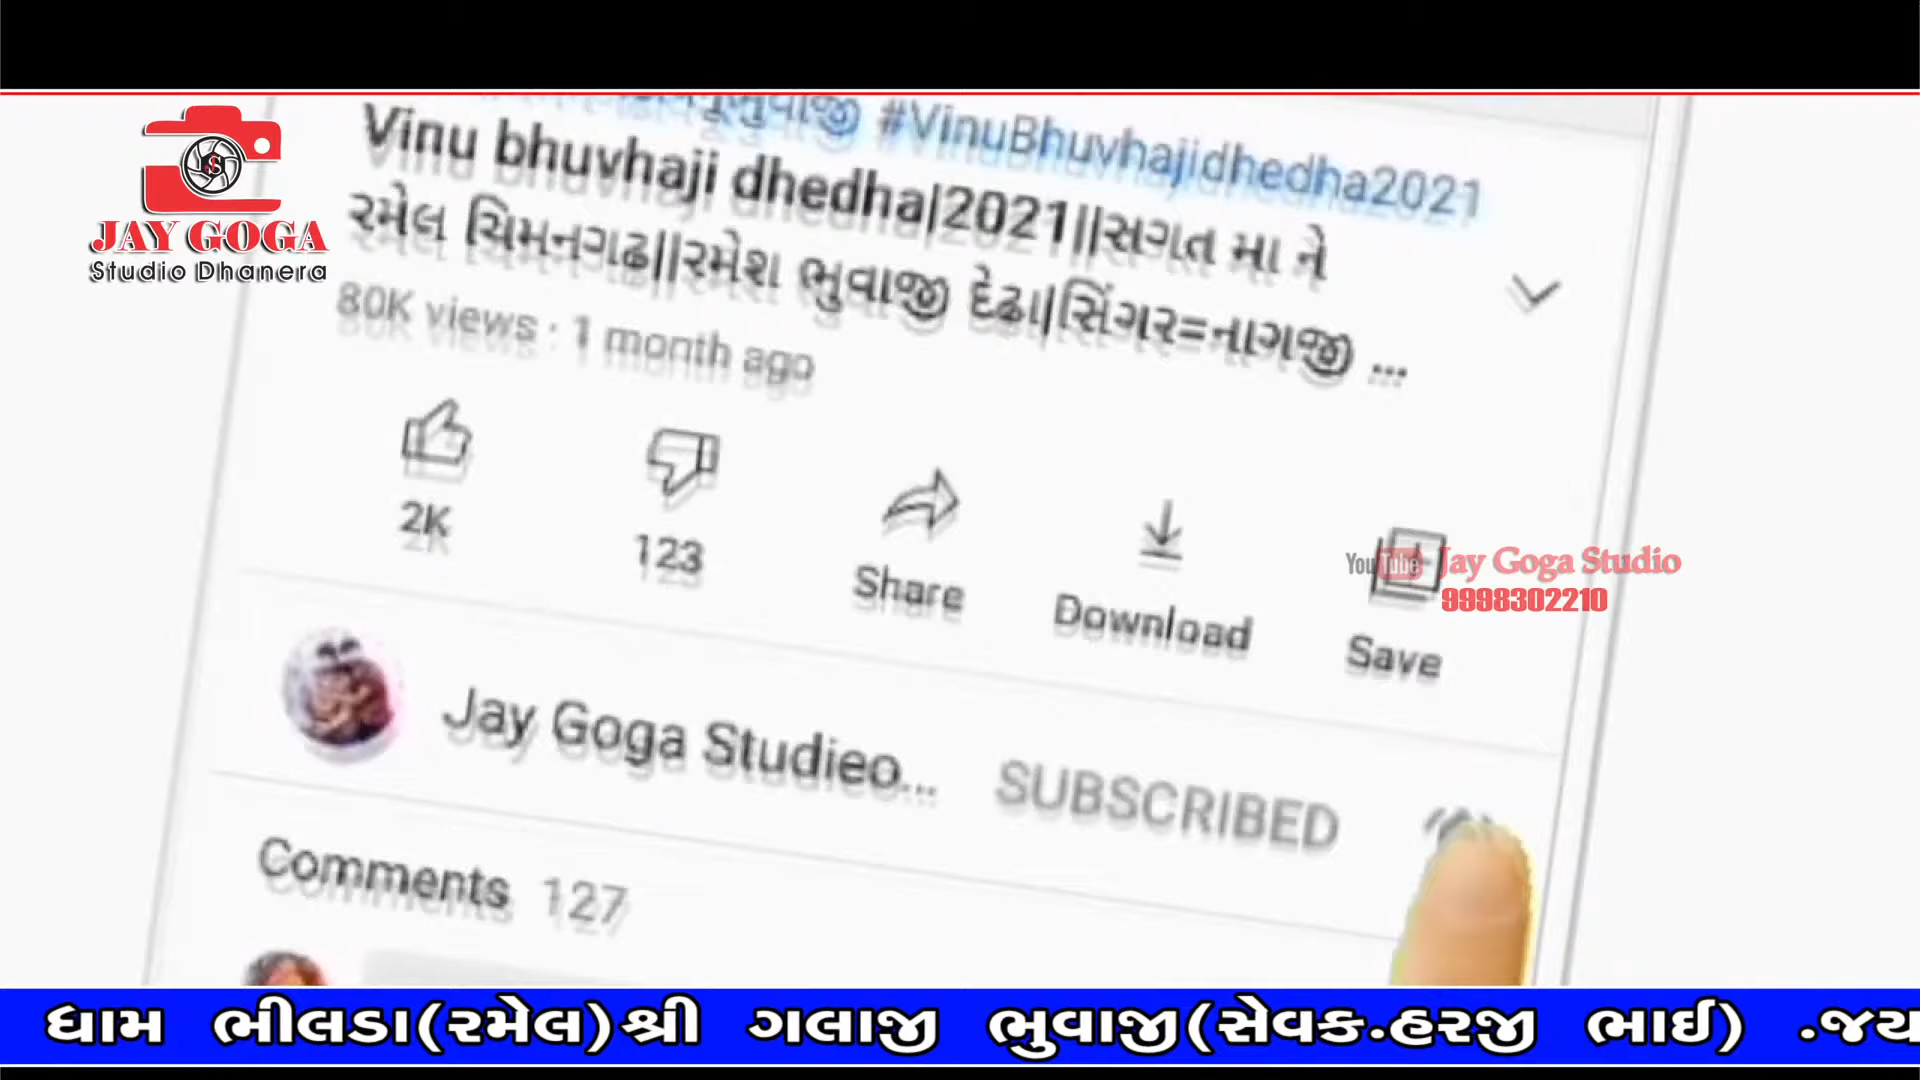 JAY GOGA
Studio Dhanera
#VinuBhuvhajidhedha2021
Vinu bhuvhaji dhedha|2021||સગત મા ને
રમેલ ચિમનગઢ||રમેશ ભુવાજી દેઢા|સિંગર=નાગજી ...
80K views · 1 month ago
2K
123
Share
Download
Save
YouTube Jay Goga Studio
9998302210
Jay Goga Studieo...
SUBSCRIBED
Comments 127
ધામ ભીલડા(રમેલ)શ્રી ગલાજી ભુવાજી(સેવક.હરજી ભાઈ) .જય